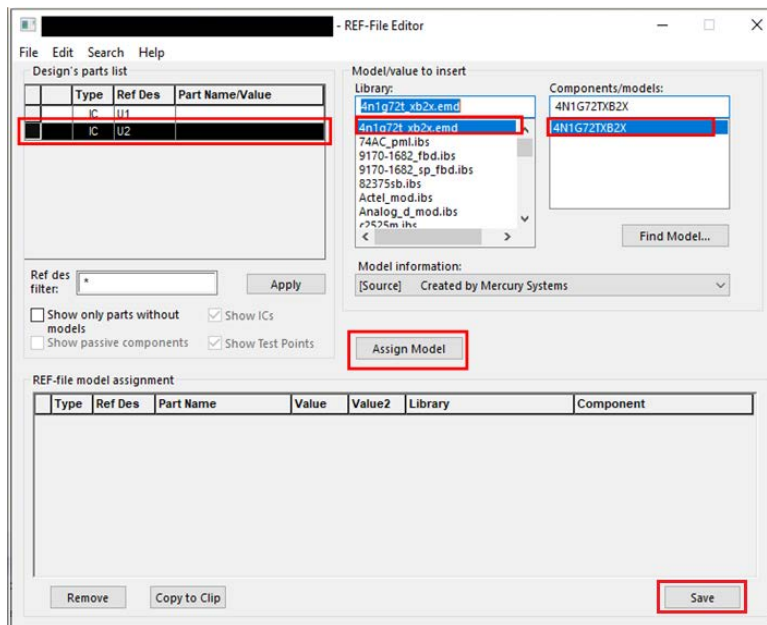 - REF-File Editor
File Edit Search Help
Design's parts list
Type Ref Des Part Name/Value
IC U1
IC U2
Ref des filter: * Apply
Show only parts without models
Show ICs
Show passive components
Show Test Points
Model/value to insert
Library:
4n1g72t_xb2x.emd
4n1g72t_xb2x.emd
74AC_pml.ibs
9170-1682_fbd.ibs
9170-1682_sp_fbd.ibs
82375sb.ibs
Actel_mod.ibs
Analog_d_mod.ibs
c2525m.ibs
Components/models:
4N1G72TXB2X
4N1G72TXB2X
Find Model...
Model information:
[Source] Created by Mercury Systems
Assign Model
REF-file model assignment
Type Ref Des Part Name Value Value2 Library Component
Remove Copy to Clip Save